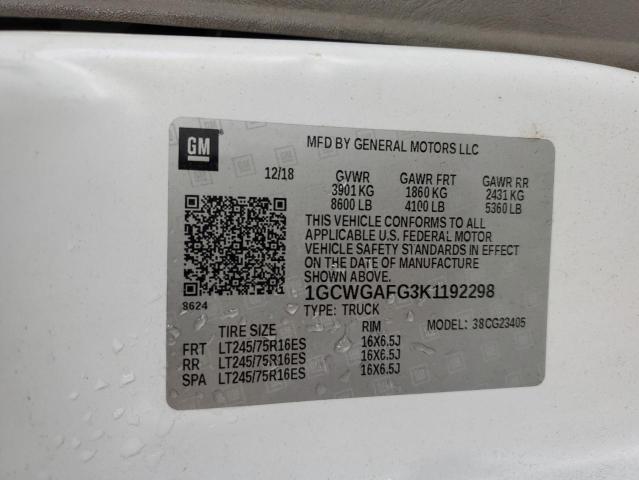 GM
MFD BY GENERAL MOTORS LLC
12/18 GVWR GAWR FRT GAWR RR
3901 KG 1860 KG 2431 KG
8600 LB 4100 LB 5360 LB
THIS VEHICLE CONFORMS TO ALL
APPLICABLE U.S. FEDERAL MOTOR
VEHICLE SAFETY STANDARDS IN EFFECT
ON THE DATE OF MANUFACTURE
SHOWN ABOVE.
8624 1GCWGAFG3K1192298
TYPE: TRUCK
TIRE SIZE RIM MODEL: 38CG23405
FRT LT245/75R16ES 16X6.5J
RR LT245/75R16ES 16X6.5J
SPA LT245/75R16ES 16X6.5J